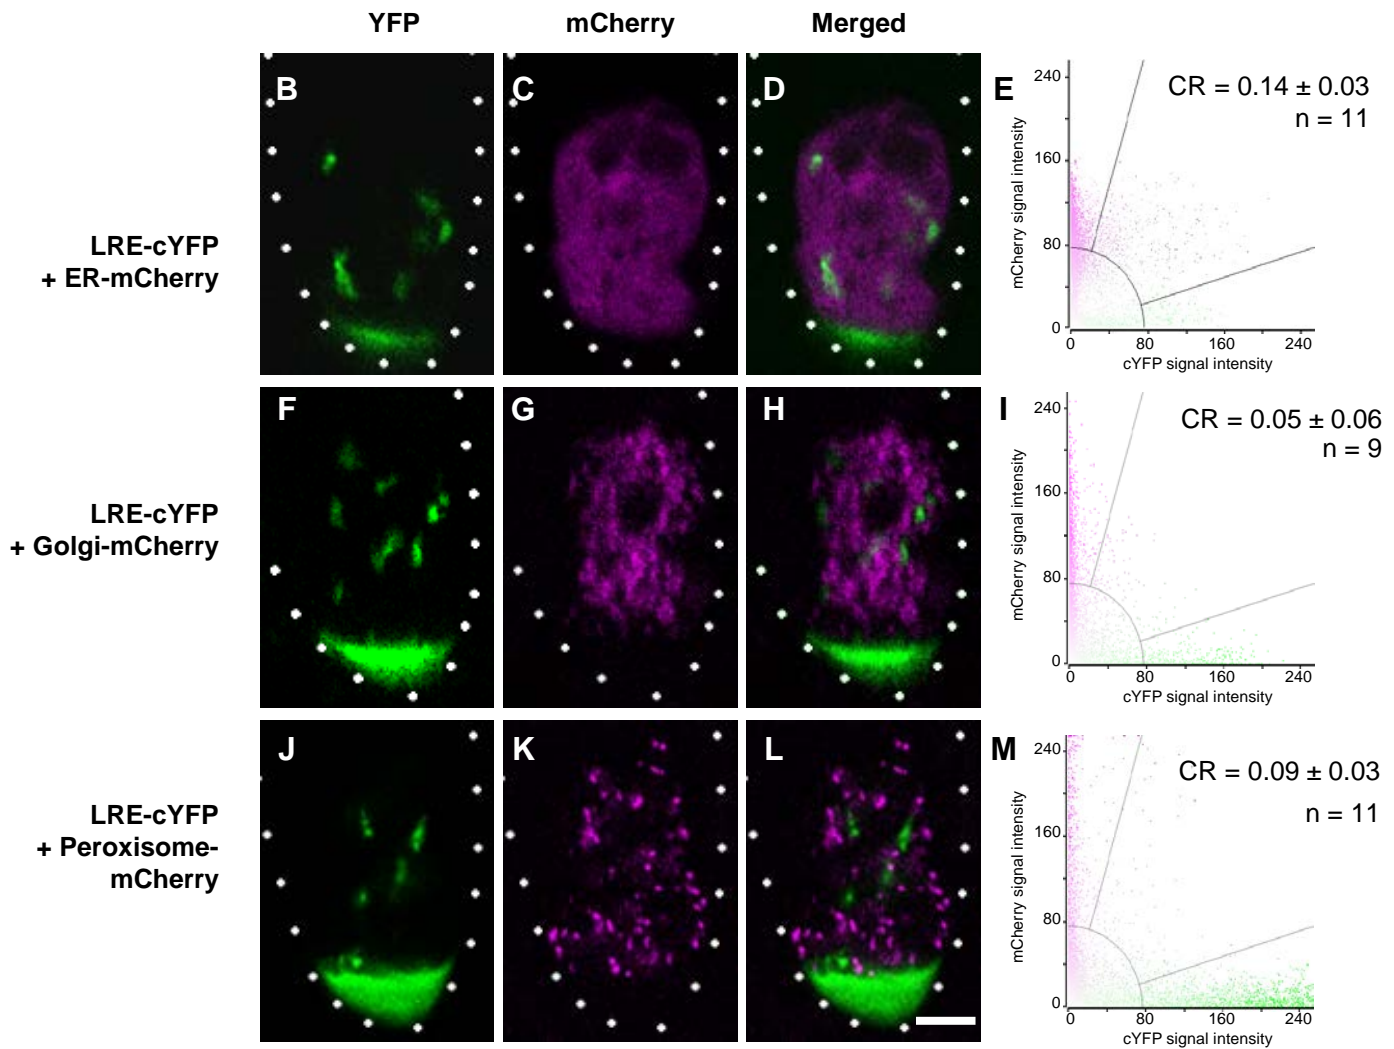 YFP
mCherry
Merged
LRE-cYFP
+ ER-mCherry
B
C
D
E
CR = 0.14 ± 0.03
n = 11
mCherry signal intensity
240
160
80
0
0
80
160
240
cYFP signal intensity
LRE-cYFP
+ Golgi-mCherry
F
G
H
I
CR = 0.05 ± 0.06
n = 9
mCherry signal intensity
240
160
80
0
0
80
160
240
cYFP signal intensity
LRE-cYFP
+ Peroxisome-
mCherry
J
K
L
M
CR = 0.09 ± 0.03
n = 11
mCherry signal intensity
240
160
80
0
0
80
160
240
cYFP signal intensity